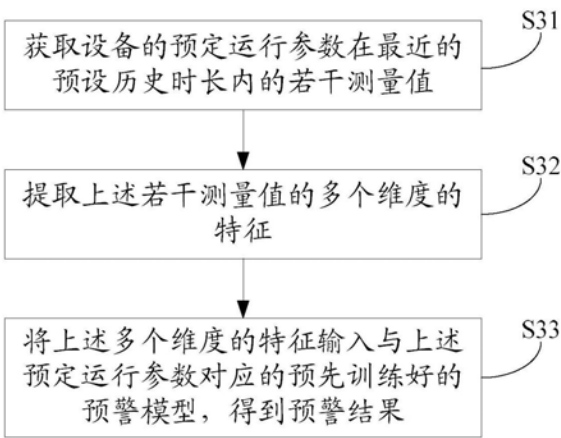 S31
获取设备的预定运行参数在最近的
预设历史时长内的若干测量值
S32
提取上述若干测量值的多个维度的
特征
S33
将上述多个维度的特征输入与上述
预定运行参数对应的预先训练好的
预警模型，得到预警结果